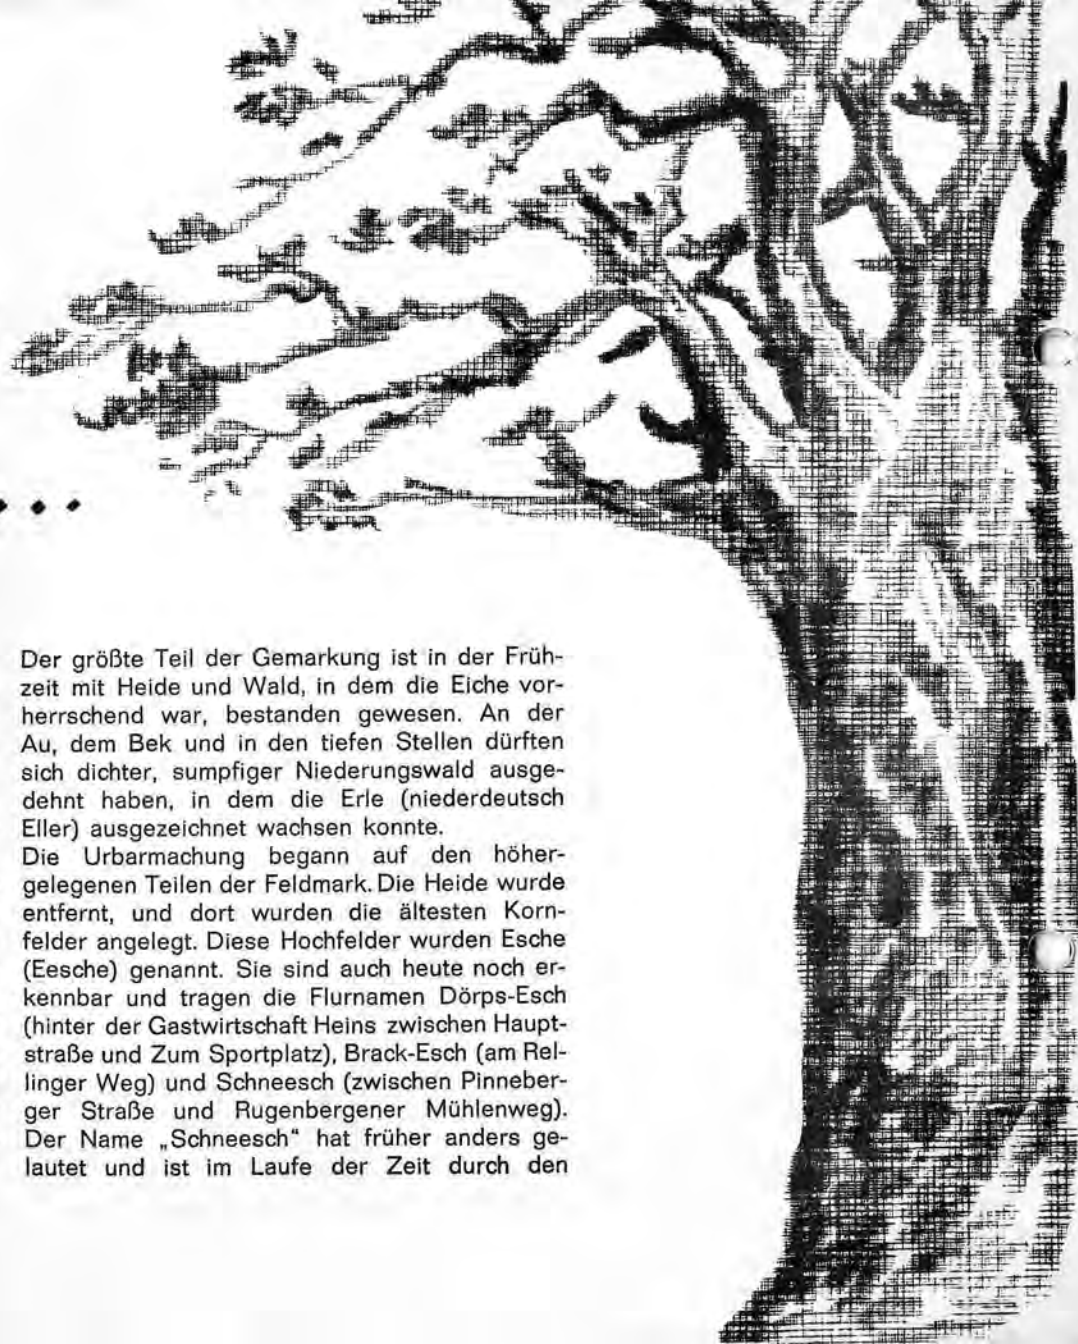 ...
Der größte Teil der Gemarkung ist in der Früh-
zeit mit Heide und Wald, in dem die Eiche vor-
herrschend war, bestanden gewesen. An der
Au, dem Bek und in den tiefen Stellen dürften
sich dichter, sumpfiger Niederungswald ausge-
dehnt haben, in dem die Erle (niederdeutsch
Eller) ausgezeichnet wachsen konnte.
Die Urbarmachung begann auf den höher-
gelegenen Teilen der Feldmark. Die Heide wurde
entfernt, und dort wurden die ältesten Korn-
felder angelegt. Diese Hochfelder wurden Esche
(Eesche) genannt. Sie sind auch heute noch er-
kennbar und tragen die Flurnamen Dörps-Esch
(hinter der Gastwirtschaft Heins zwischen Haupt-
straße und Zum Sportplatz), Brack-Esch (am Rel-
linger Weg) und Schneesch (zwischen Pinneber-
ger Straße und Rugenbergener Mühlenweg).
Der Name „Schneesch" hat früher anders ge-
lautet und ist im Laufe der Zeit durch den